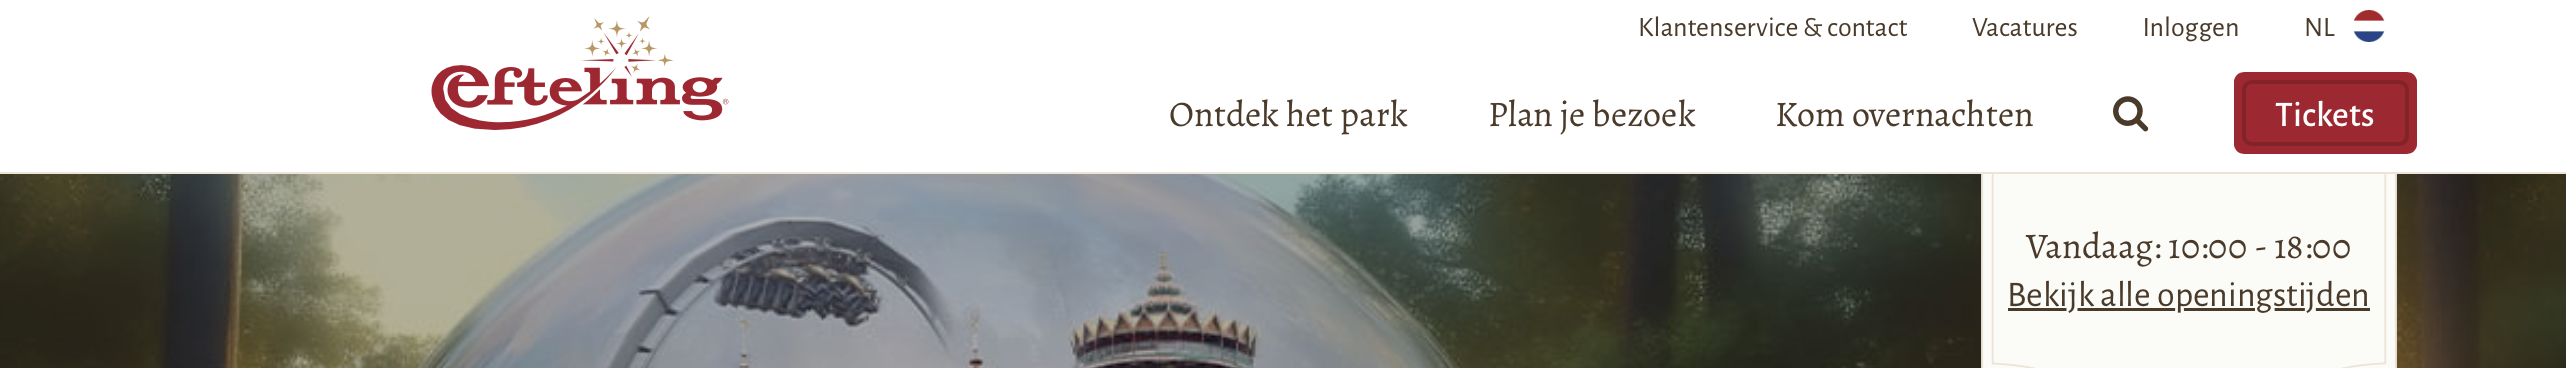 Klantenservice & contact Vacatures Inloggen NL
efteling®
Ontdek het park Plan je bezoek Kom overnachten Tickets
Vandaag: 10:00 - 18:00
Bekijk alle openingstijden